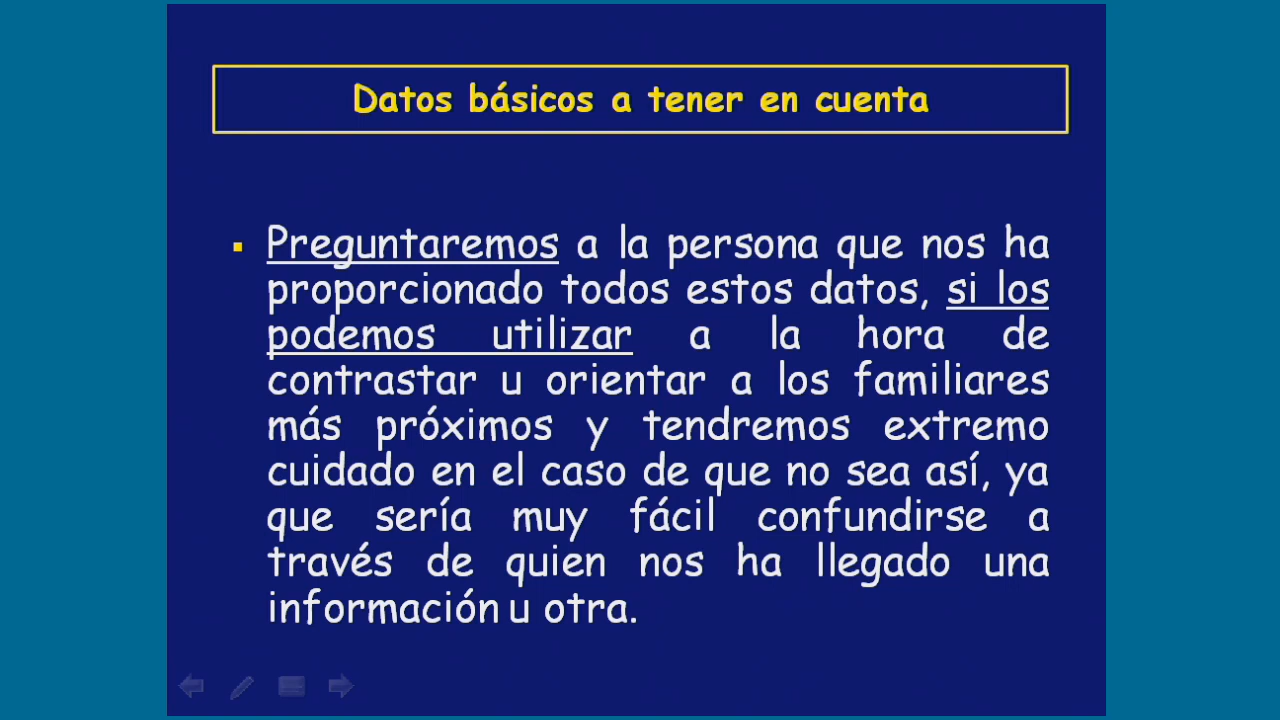 Datos básicos a tener en cuenta
Preguntaremos a la persona que nos ha
proporcionado todos estos datos, si los
podemos utilizar a la hora de
contrastar u orientar a los familiares
más próximos y tendremos extremo
cuidado en el caso de que no sea así, ya
que sería muy fácil confundirse a
través de quien nos ha llegado una
información u otra.